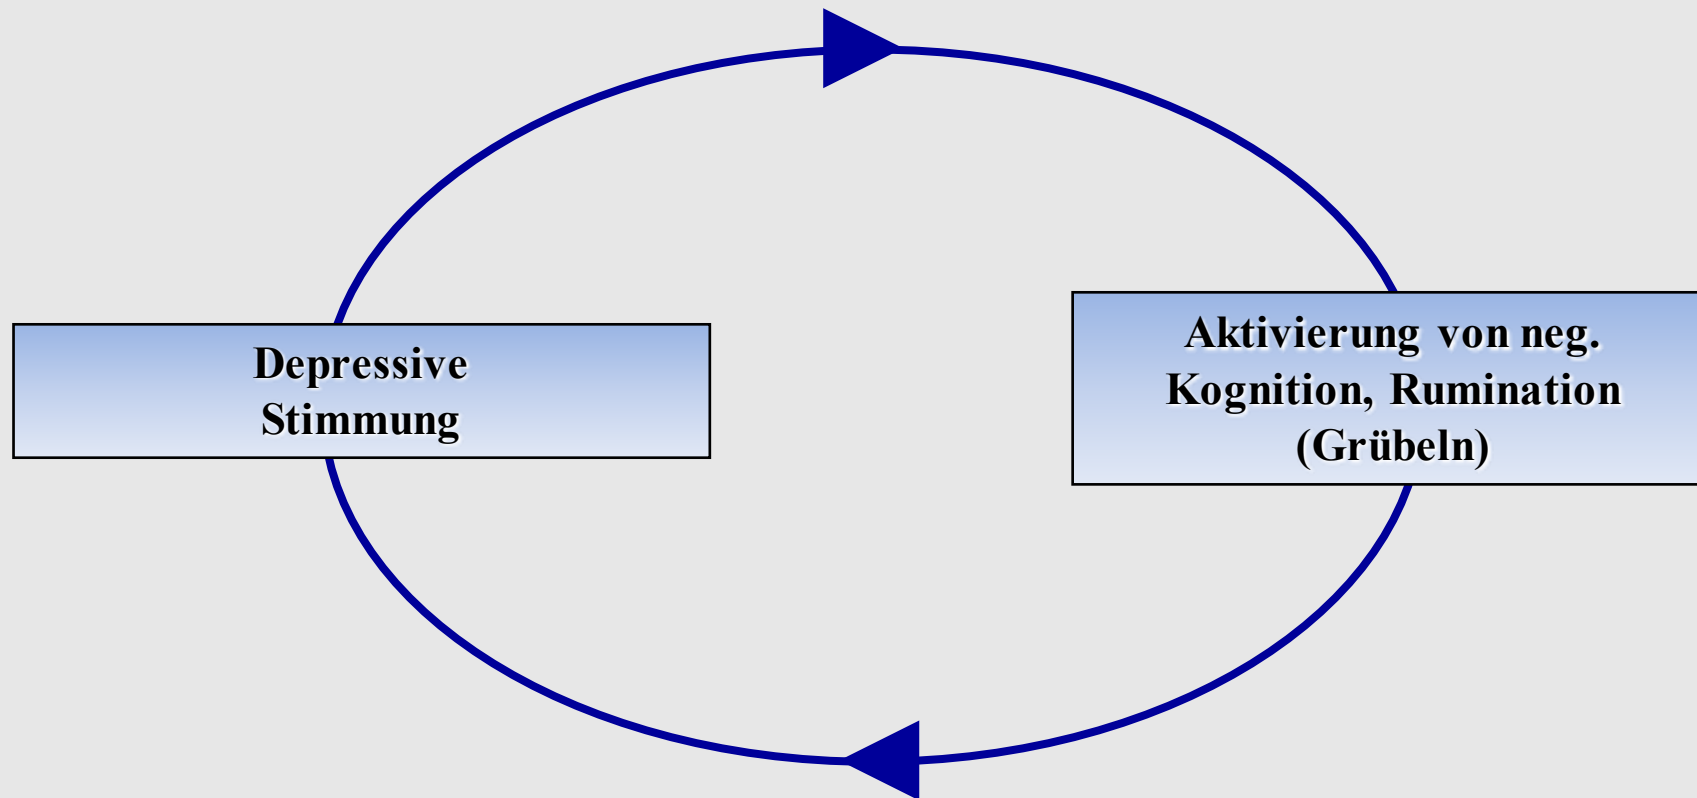 Depressive
Stimmung
Aktivierung von neg.
Kognition, Rumination
(Grübeln)